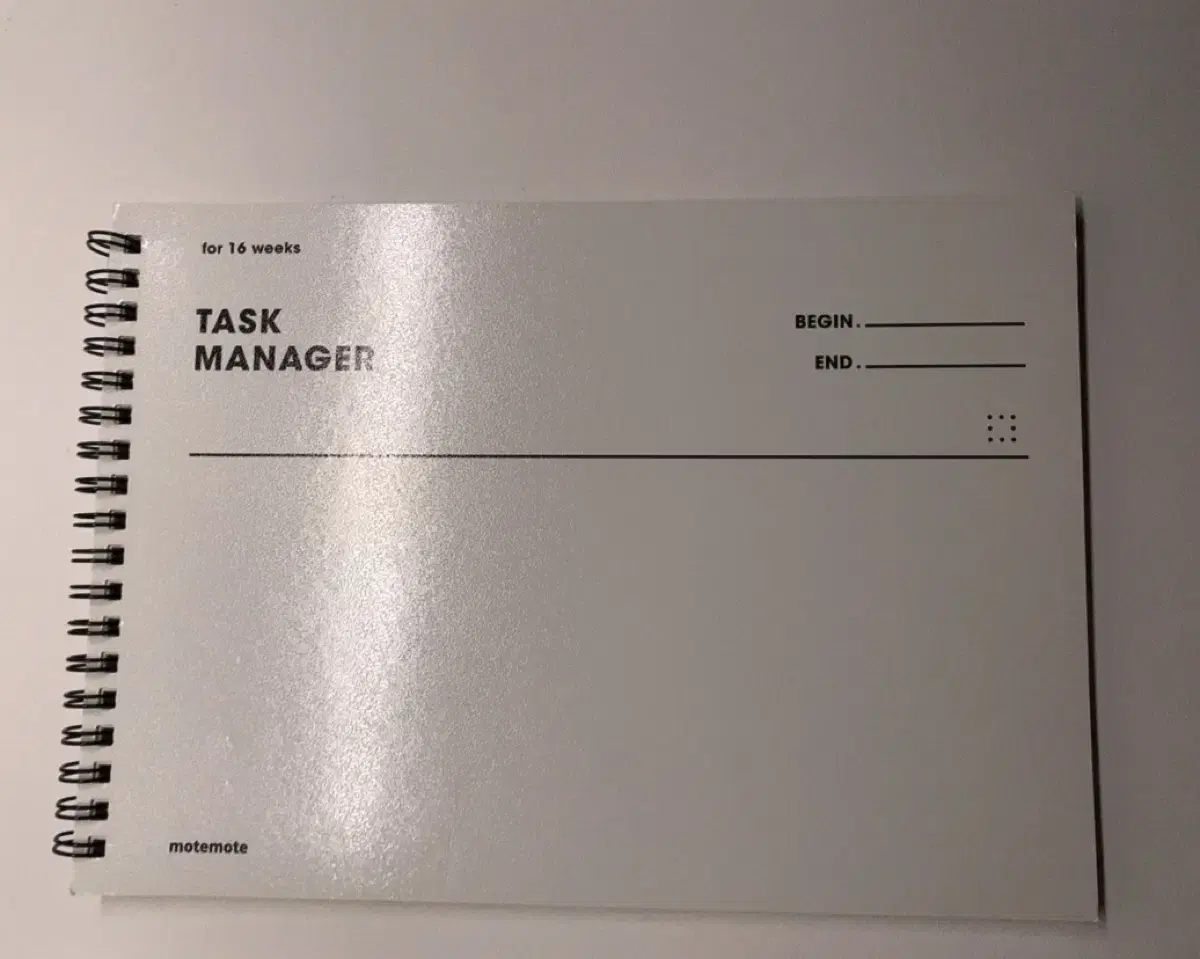 for 16 weeks
TASK
MANAGER
BEGIN.
END.
motemote